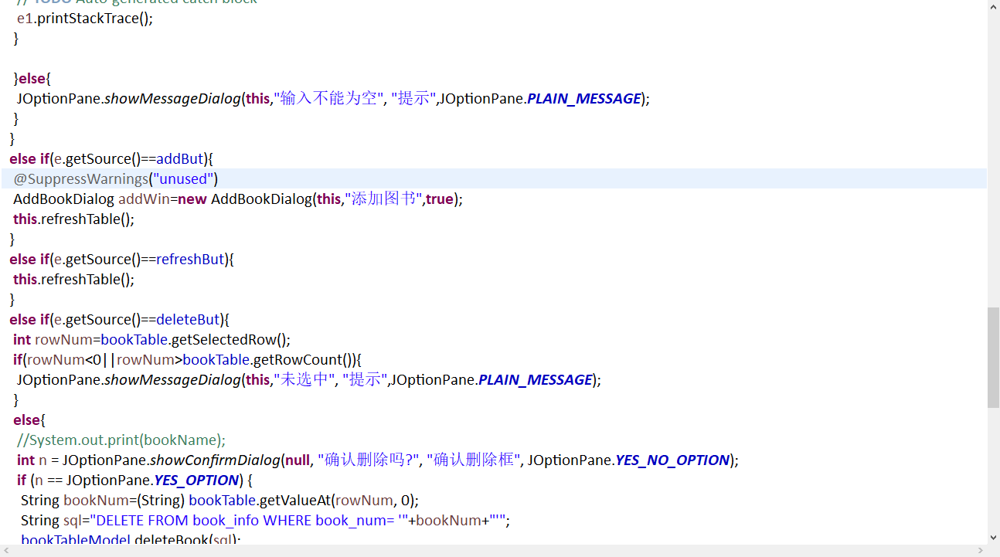 // TODO Auto-generated catch block
e1.printStackTrace();
}
}else{
JOptionPane.showMessageDialog(this,"输入不能为空", "提示",JOptionPane.PLAIN_MESSAGE);
}
}
else if(e.getSource()==addBut){
@SuppressWarnings("unused")
AddBookDialog addWin=new AddBookDialog(this,"添加图书",true);
this.refreshTable();
}
else if(e.getSource()==refreshBut){
this.refreshTable();
}
else if(e.getSource()==deleteBut){
int rowNum=bookTable.getSelectedRow();
if(rowNum<0||rowNum>bookTable.getRowCount()){
JOptionPane.showMessageDialog(this,"未选中", "提示",JOptionPane.PLAIN_MESSAGE);
}
else{
//System.out.print(bookName);
int n = JOptionPane.showConfirmDialog(null, "确认删除吗?", "确认删除框", JOptionPane.YES_NO_OPTION);
if (n == JOptionPane.YES_OPTION) {
String bookNum=(String) bookTable.getValueAt(rowNum, 0);
String sql="DELETE FROM book_info WHERE book_num= '"+bookNum+"'";
bookTableModel.deleteBook(sql);